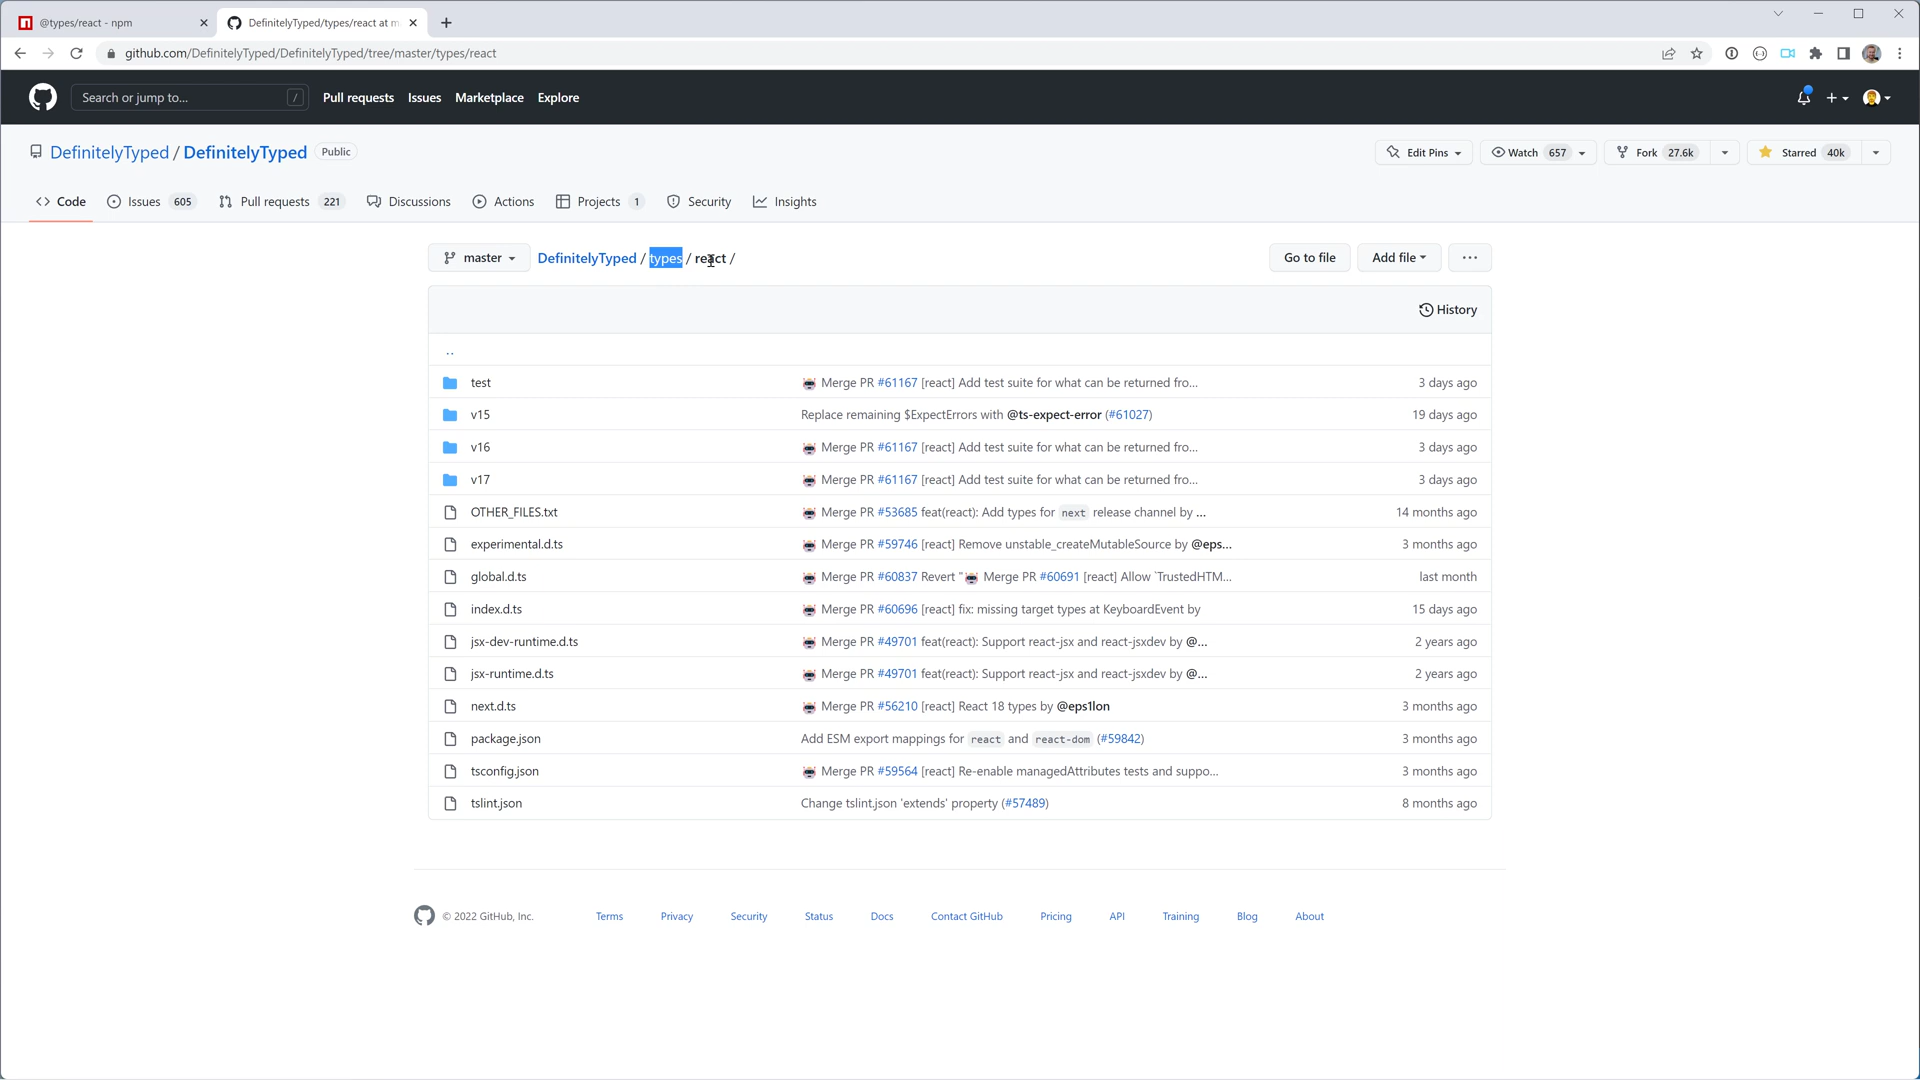 @types/react - npm
DefinitelyTyped/types/react at m
github.com/DefinitelyTyped/DefinitelyTyped/tree/master/types/react
Search or jump to... /
Pull requests Issues Marketplace Explore
DefinitelyTyped / DefinitelyTyped Public
Edit Pins Watch 657 Fork 27.6k Starred 40k
Code Issues 605 Pull requests 221 Discussions Actions Projects 1 Security Insights
master DefinitelyTyped / types / react /
Go to file Add file ...
History
..
test Merge PR #61167 [react] Add test suite for what can be returned fro... 3 days ago
v15 Replace remaining $ExpectErrors with @ts-expect-error (#61027) 19 days ago
v16 Merge PR #61167 [react] Add test suite for what can be returned fro... 3 days ago
v17 Merge PR #61167 [react] Add test suite for what can be returned fro... 3 days ago
OTHER_FILES.txt Merge PR #53685 feat(react): Add types for next release channel by ... 14 months ago
experimental.d.ts Merge PR #59746 [react] Remove unstable_createMutableSource by @eps... 3 months ago
global.d.ts Merge PR #60837 Revert " Merge PR #60691 [react] Allow `TrustedHTM... last month
index.d.ts Merge PR #60696 [react] fix: missing target types at KeyboardEvent by 15 days ago
jsx-dev-runtime.d.ts Merge PR #49701 feat(react): Support react-jsx and react-jsxdev by @... 2 years ago
jsx-runtime.d.ts Merge PR #49701 feat(react): Support react-jsx and react-jsxdev by @... 2 years ago
next.d.ts Merge PR #56210 [react] React 18 types by @eps1lon 3 months ago
package.json Add ESM export mappings for react and react-dom (#59842) 3 months ago
tsconfig.json Merge PR #59564 [react] Re-enable managedAttributes tests and suppo... 3 months ago
tslint.json Change tslint.json 'extends' property (#57489) 8 months ago
© 2022 GitHub, Inc. Terms Privacy Security Status Docs Contact GitHub Pricing API Training Blog About